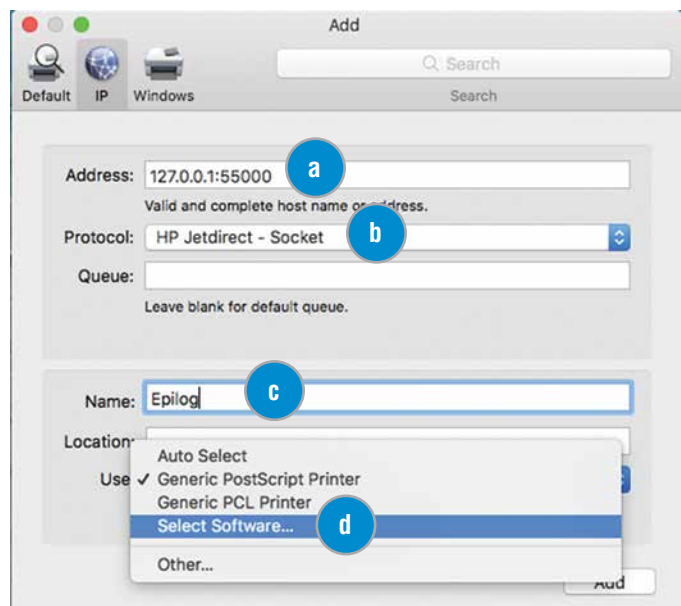 Add
Search
Default IP Windows
Search
Address: 127.0.0.1:55000 a
Valid and complete host name or address.
Protocol: HP Jetdirect - Socket b
Queue:
Leave blank for default queue.
Name: Epilog c
Location:
Auto Select
Use ✓ Generic PostScript Printer
Generic PCL Printer
Select Software... d
Other...
Add